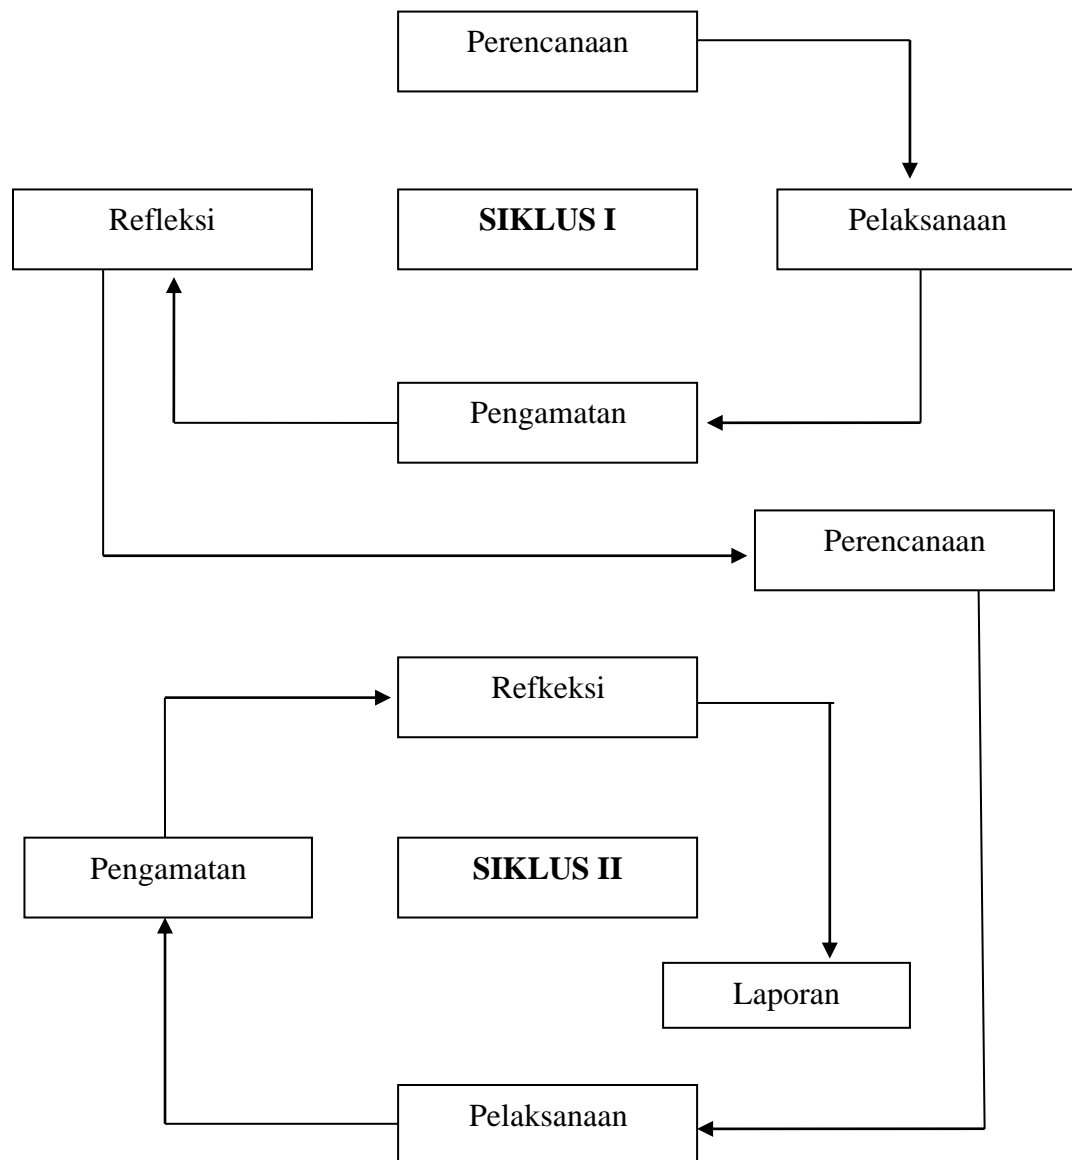 Perencanaan
Refleksi
SIKLUS I
Pelaksanaan
Pengamatan
Perencanaan
Refkeksi
Pengamatan
SIKLUS II
Laporan
Pelaksanaan